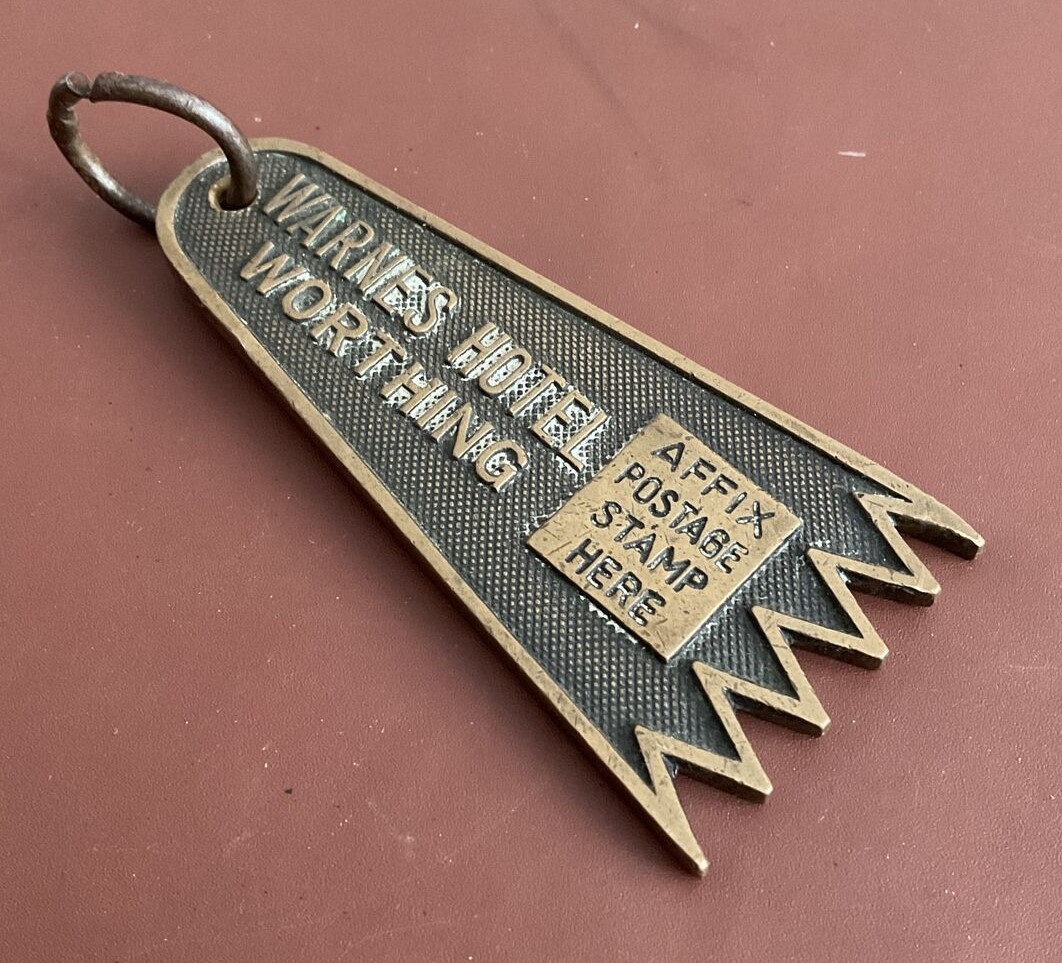 WARNES HOTEL
WORTHING
AFFIX
POSTAGE
STAMP
HERE